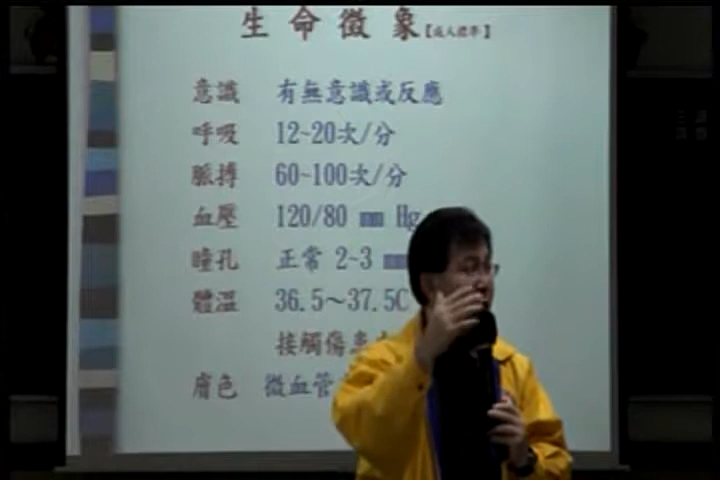 生命徵象【成人標準】
意識 有無意識或反應
呼吸 12~20次/分
脈搏 60~100次/分
血壓 120/80 mm Hg
瞳孔 正常 2~3 mm
體溫 36.5～37.5C
接觸傷患
膚色 微血管